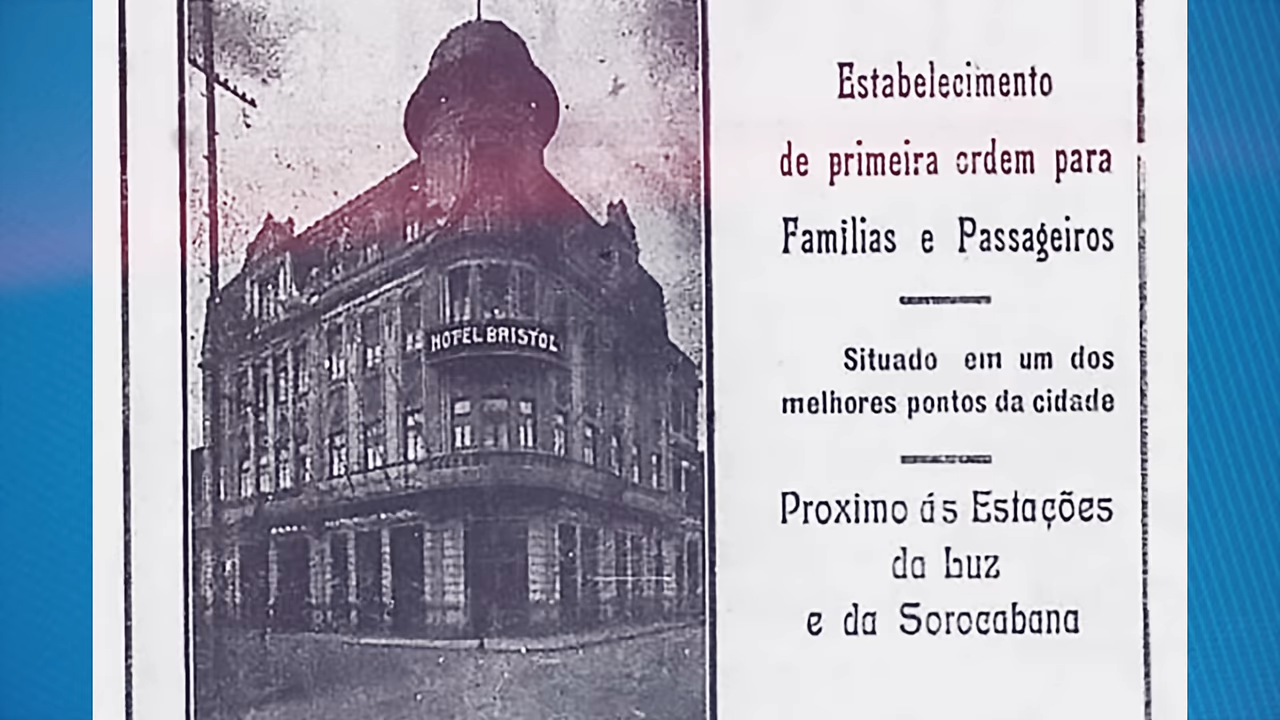 HOTEL BRISTOL
Estabelecimento
de primeira ordem para
Familias e Passageiros
Situado em um dos
melhores pontos da cidade
Proximo ás Estações
da Luz
e da Sorocabana